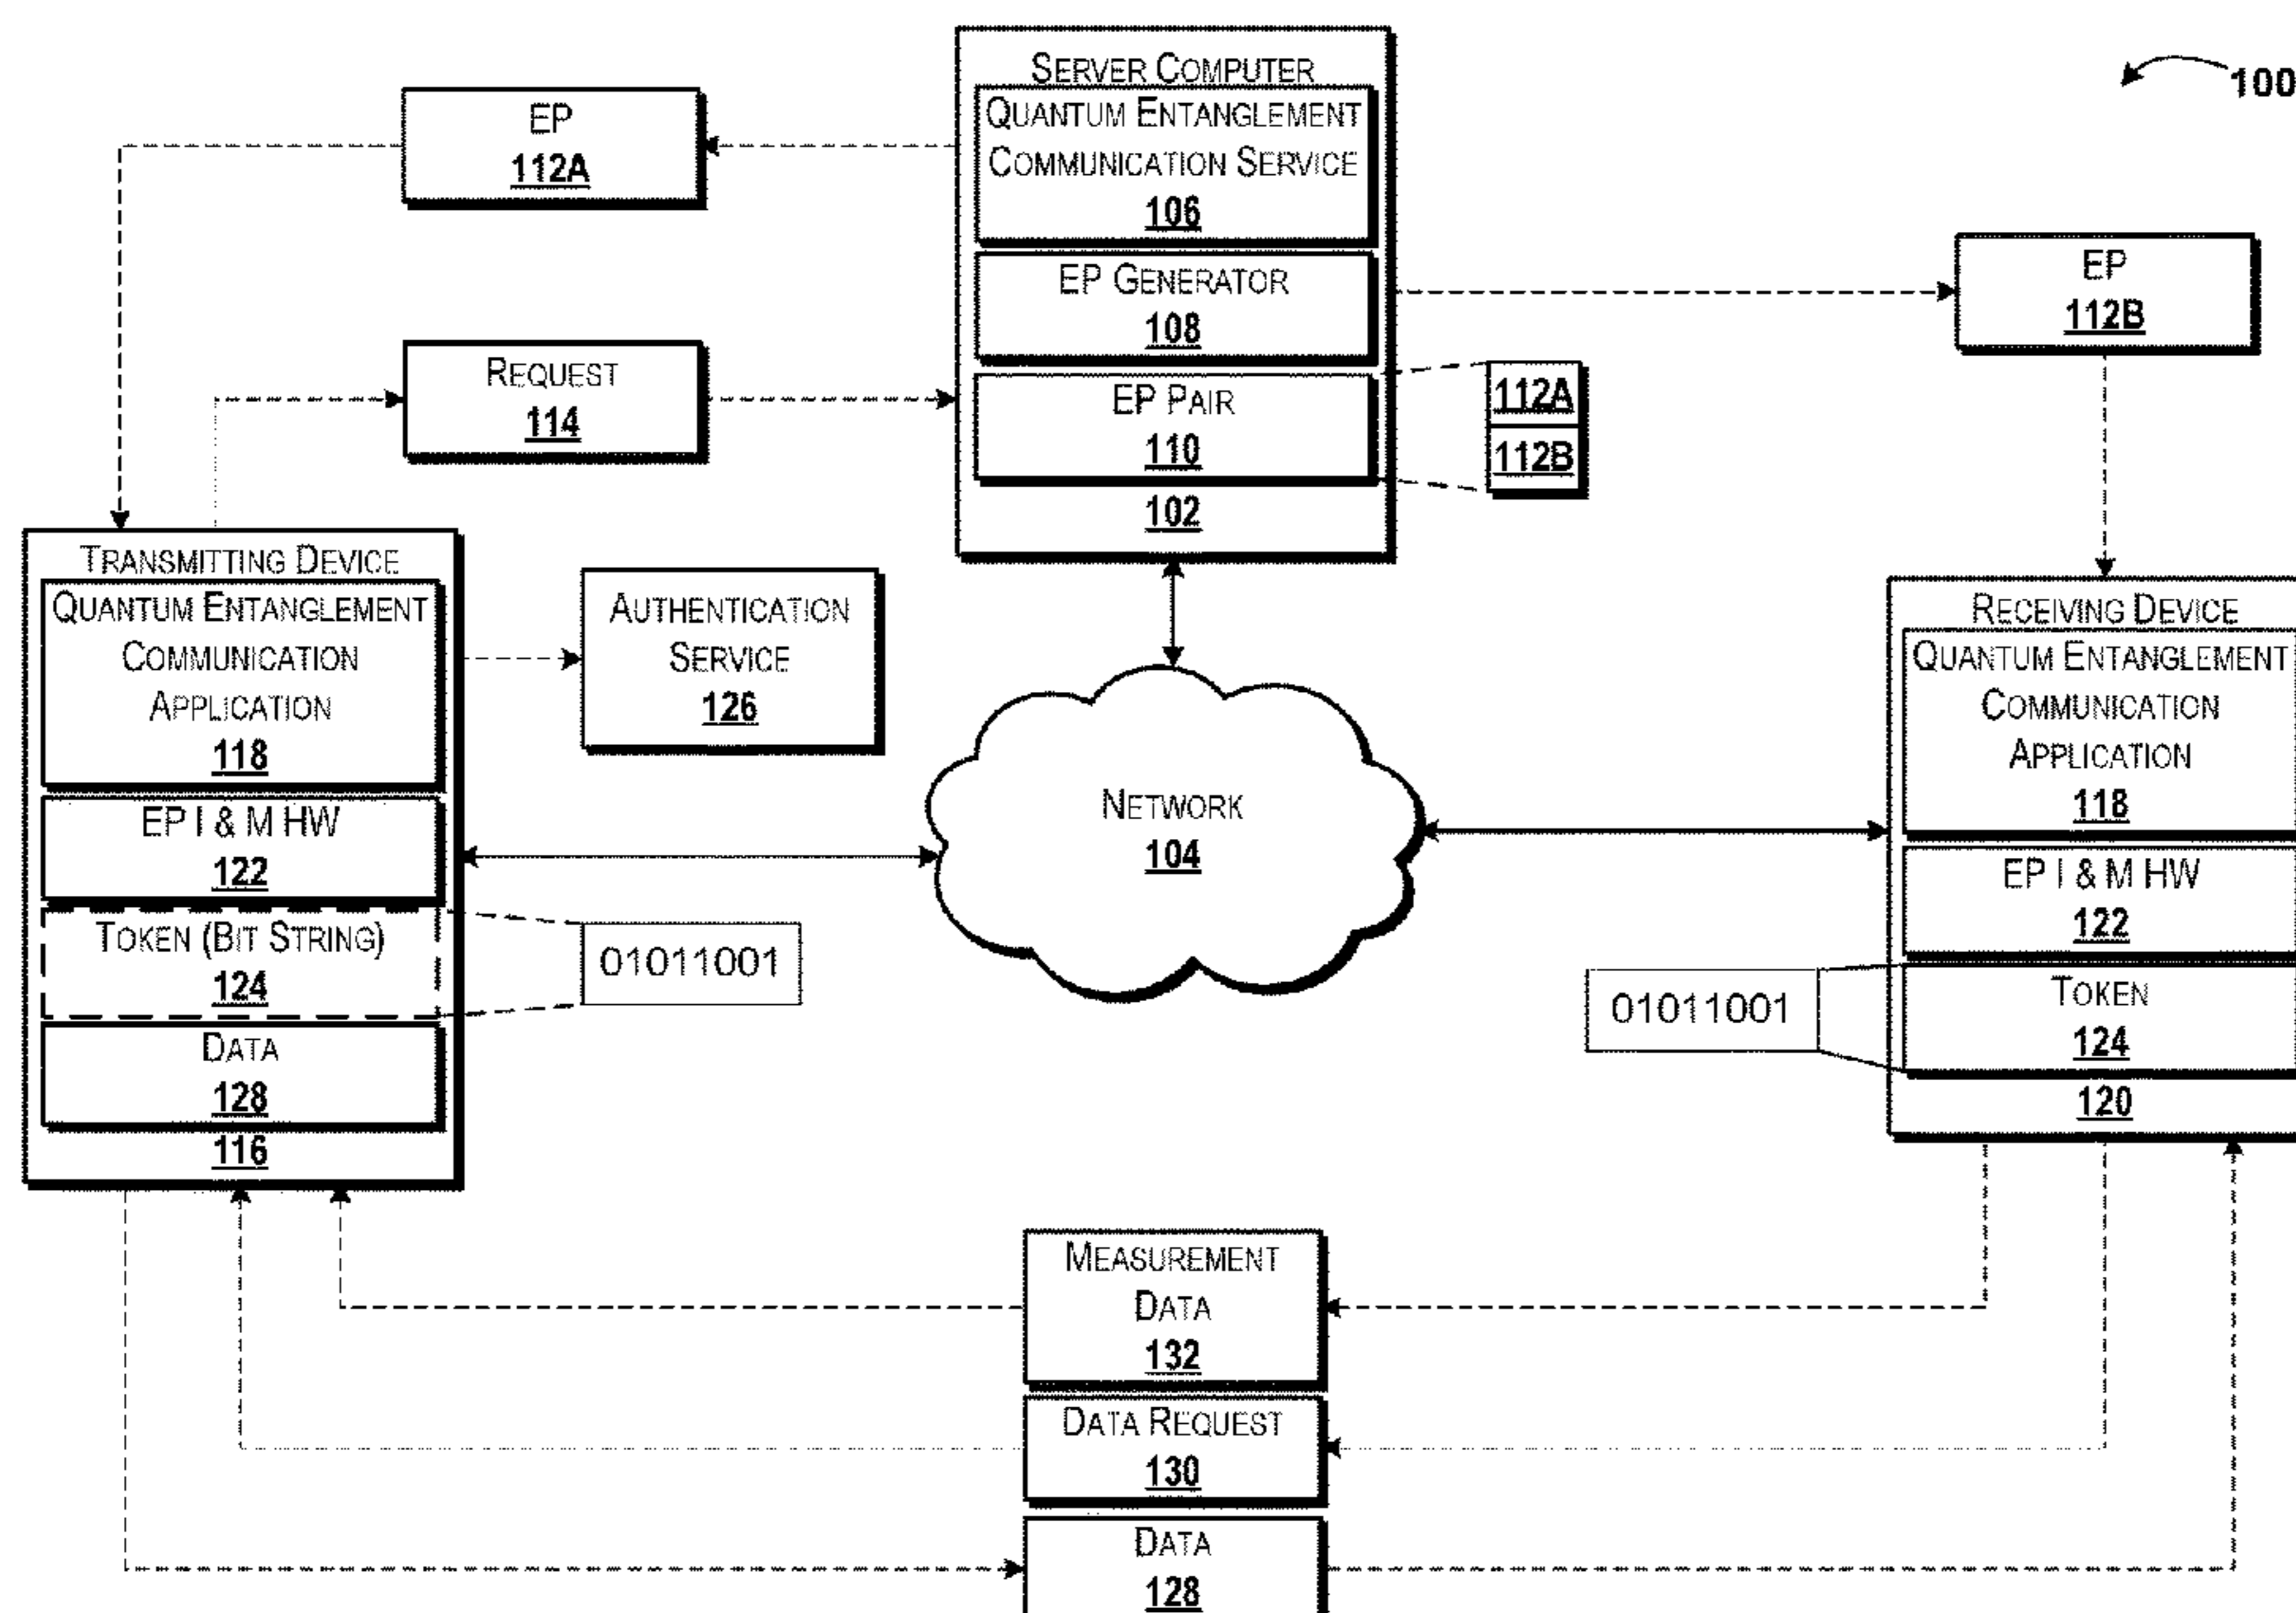 100
SERVER COMPUTER
QUANTUM ENTANGLEMENT
COMMUNICATION SERVICE
106
EP GENERATOR
108
EP PAIR
110
102
112A
112B
EP
112A
REQUEST
114
EP
112B
TRANSMITTING DEVICE
QUANTUM ENTANGLEMENT
COMMUNICATION
APPLICATION
118
EP I & M HW
122
TOKEN (BIT STRING)
124
DATA
128
116
AUTHENTICATION
SERVICE
126
01011001
NETWORK
104
RECEIVING DEVICE
QUANTUM ENTANGLEMENT
COMMUNICATION
APPLICATION
118
EP I & M HW
122
TOKEN
124
120
01011001
MEASUREMENT
DATA
132
DATA REQUEST
130
DATA
128